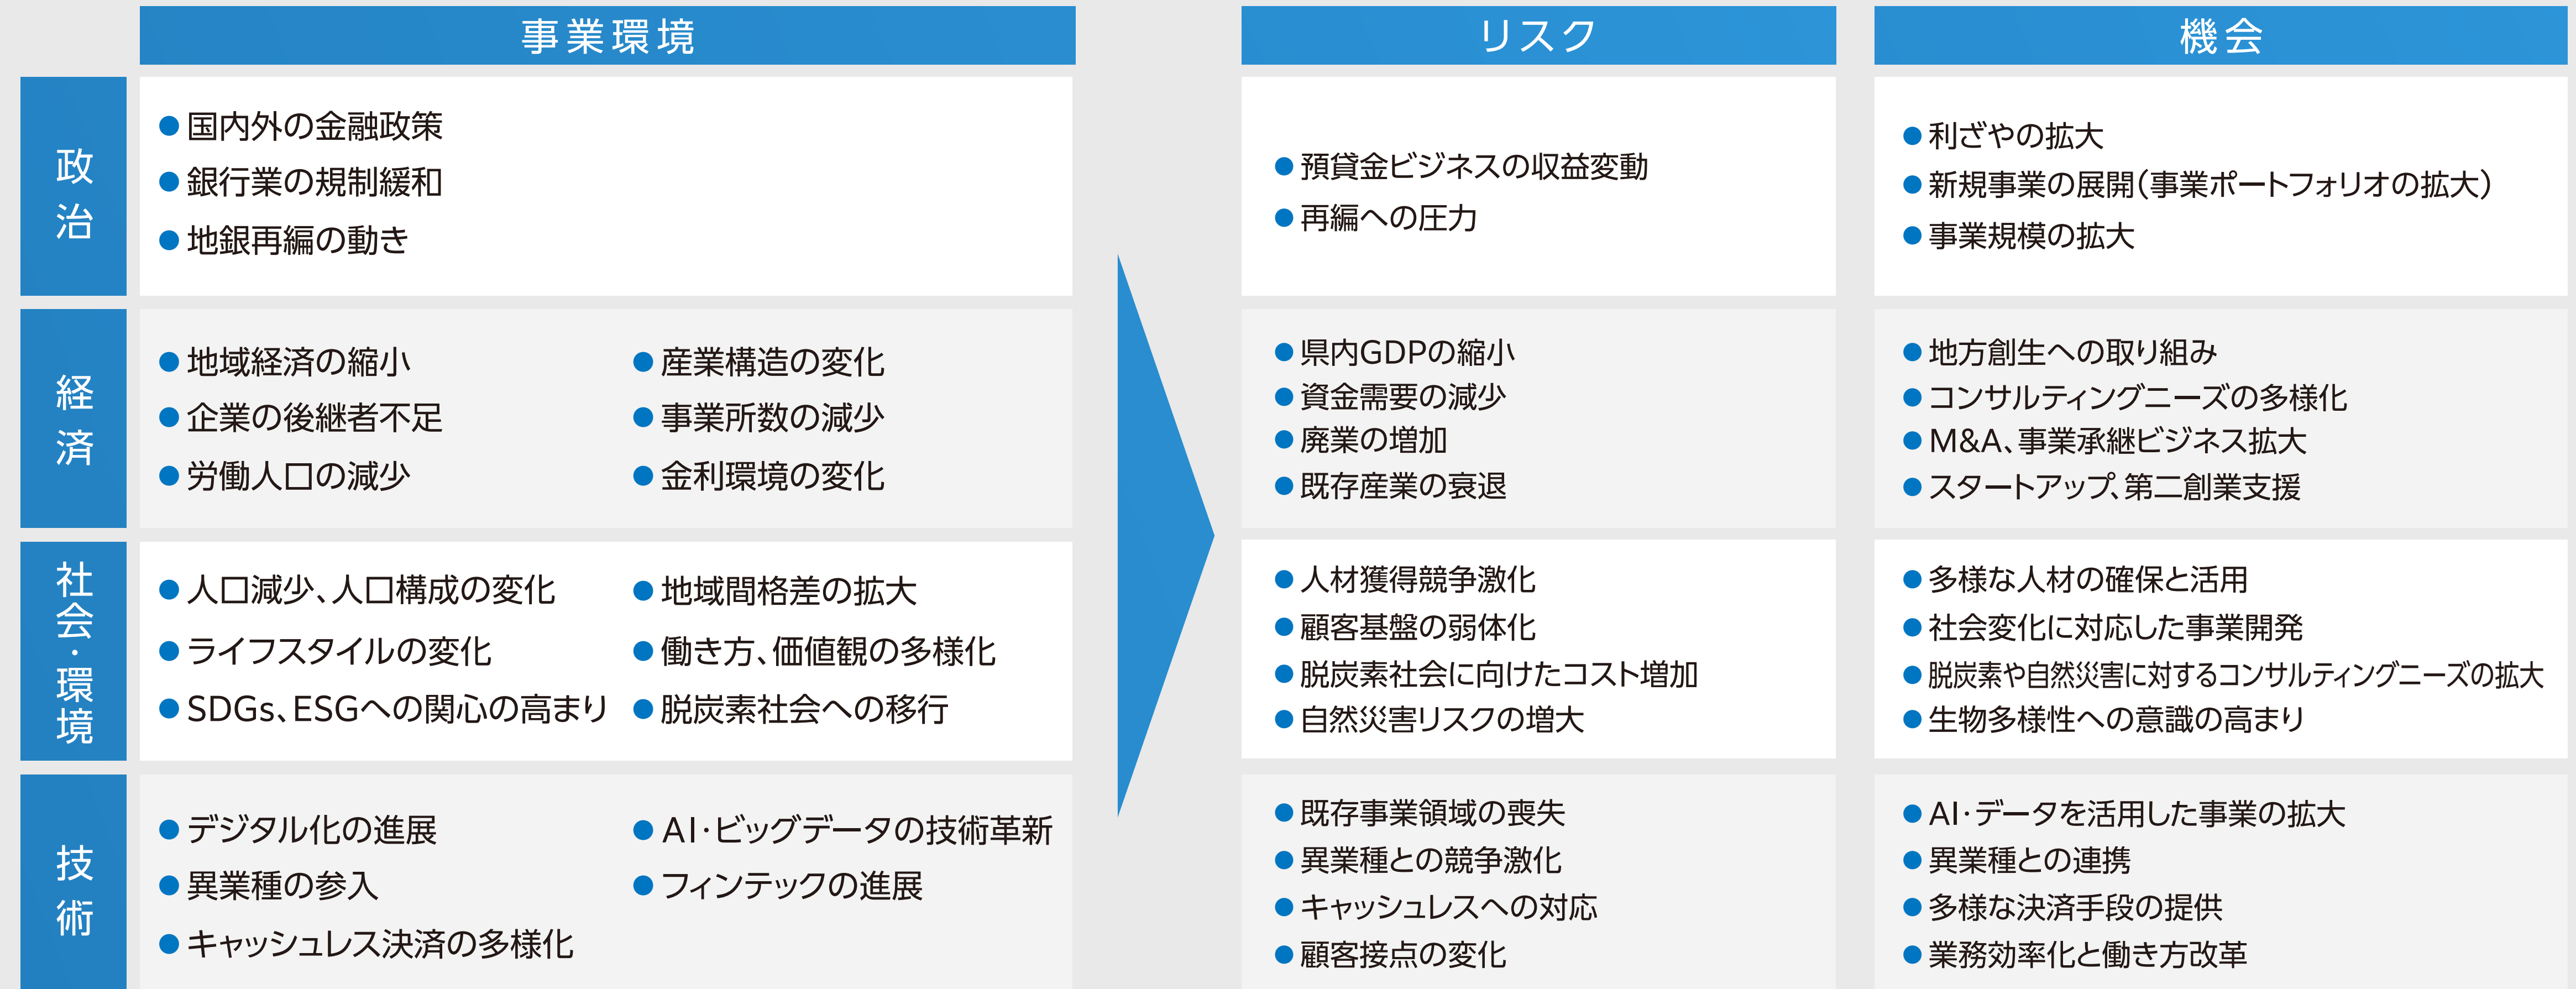 事業環境
リスク
機会
政治
● 国内外の金融政策
● 銀行業の規制緩和
● 地銀再編の動き
● 預貸金ビジネスの収益変動
● 再編への圧力
● 利ざやの拡大
● 新規事業の展開（事業ポートフォリオの拡大）
● 事業規模の拡大
経済
● 地域経済の縮小
● 企業の後継者不足
● 労働人口の減少
● 産業構造の変化
● 事業所数の減少
● 金利環境の変化
● 県内GDPの縮小
● 資金需要の減少
● 廃業の増加
● 既存産業の衰退
● 地方創生への取り組み
● コンサルティングニーズの多様化
● M&A、事業承継ビジネス拡大
● スタートアップ、第二創業支援
社会・環境
● 人口減少、人口構成の変化
● ライフスタイルの変化
● SDGs、ESGへの関心の高まり
● 地域間格差の拡大
● 働き方、価値観の多様化
● 脱炭素社会への移行
● 人材獲得競争激化
● 顧客基盤の弱体化
● 脱炭素社会に向けたコスト増加
● 自然災害リスクの増大
● 多様な人材の確保と活用
● 社会変化に対応した事業開発
● 脱炭素や自然災害に対するコンサルティングニーズの拡大
● 生物多様性への意識の高まり
技術
● デジタル化の進展
● 異業種の参入
● キャッシュレス決済の多様化
● AI・ビッグデータの技術革新
● フィンテックの進展
● 既存事業領域の喪失
● 異業種との競争激化
● キャッシュレスへの対応
● 顧客接点の変化
● AI・データを活用した事業の拡大
● 異業種との連携
● 多様な決済手段の提供
● 業務効率化と働き方改革